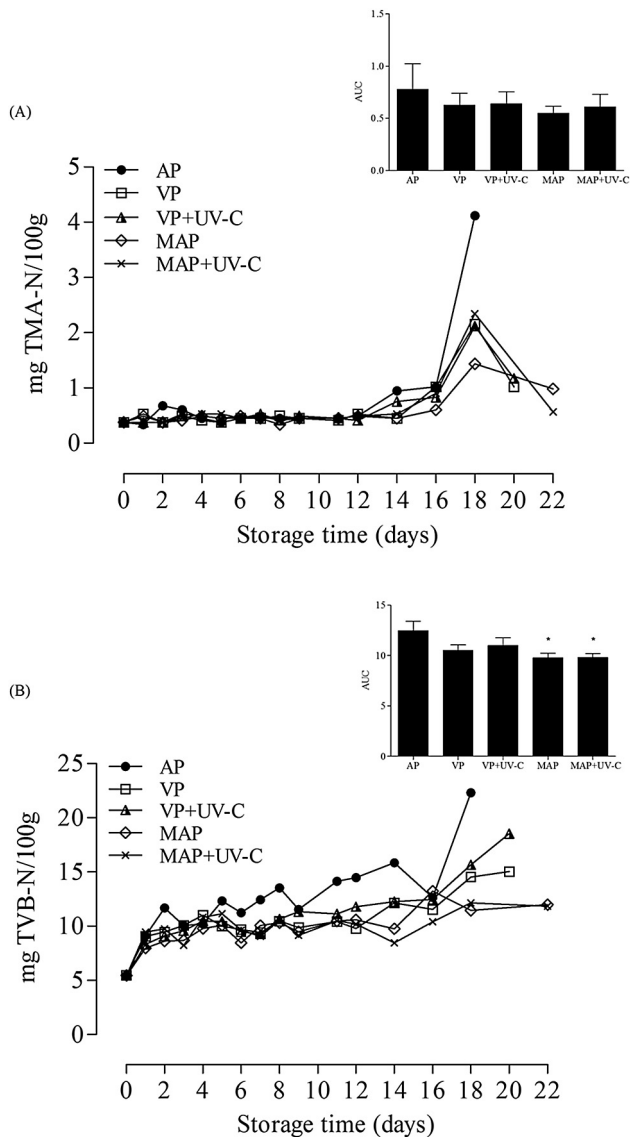 (A)
AUC
1.5
1.0
0.5
0.0
AP VP VP+UV-C MAP MAP+UV-C
mg TMA-N/100g
5
4
3
2
1
0
AP
VP
VP+UV-C
MAP
MAP+UV-C
0 2 4 6 8 10 11 12 14 16 18 20 22
Storage time (days)
(B)
AUC
15
10
5
0
* *
AP VP VP+UV-C MAP MAP+UV-C
mg TVB-N/100g
25
20
15
10
5
0
AP
VP
VP+UV-C
MAP
MAP+UV-C
0 2 4 6 8 10 11 12 14 16 18 20 22
Storage time (days)